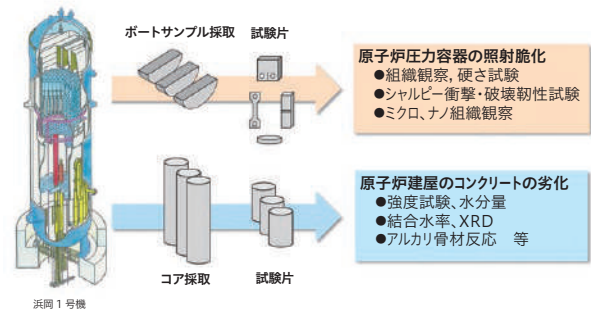 ボートサンプル採取
試験片
原子炉圧力容器の照射脆化
●組織観察, 硬さ試験
●シャルピー衝撃・破壊靭性試験
●ミクロ、ナノ組織観察
原子炉建屋のコンクリートの劣化
●強度試験、水分量
●結合水率、XRD
●アルカリ骨材反応　等
コア採取
試験片
浜岡 1 号機